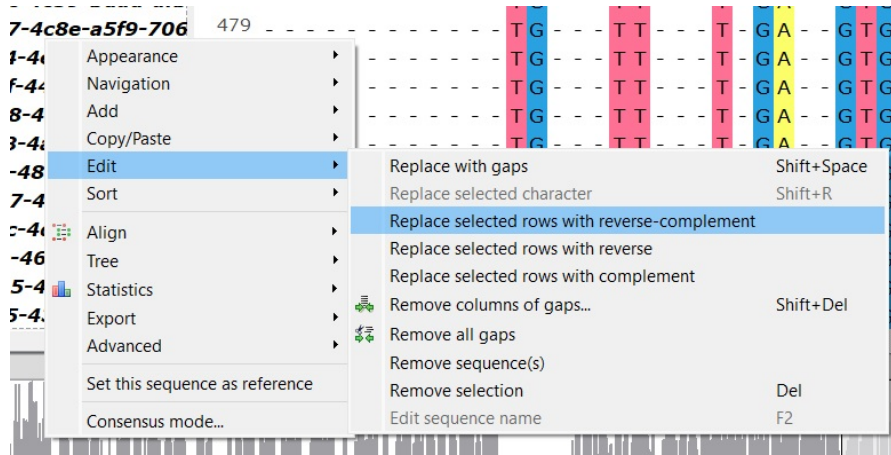 7-4c8e-a5f9-706 479 - - - - - - - - - - T G - - - T T - - - T - G A - - G T G
Appearance
Navigation
Add
Copy/Paste
Edit
Sort
Align
Tree
Statistics
Export
Advanced
Set this sequence as reference
Consensus mode...
Replace with gaps Shift+Space
Replace selected character Shift+R
Replace selected rows with reverse-complement
Replace selected rows with reverse
Replace selected rows with complement
Remove columns of gaps... Shift+Del
Remove all gaps
Remove sequence(s)
Remove selection Del
Edit sequence name F2
- - - - - - - T G - - - T T - - - T - G A - - G T G
- - - - - - - T G - - - T T - - - T - G A - - G T G
- - - - - - - T G - - - T T - - - T - G A - - G T G
- - - - - - - T G - - - T T - - - T - G A - - G T G